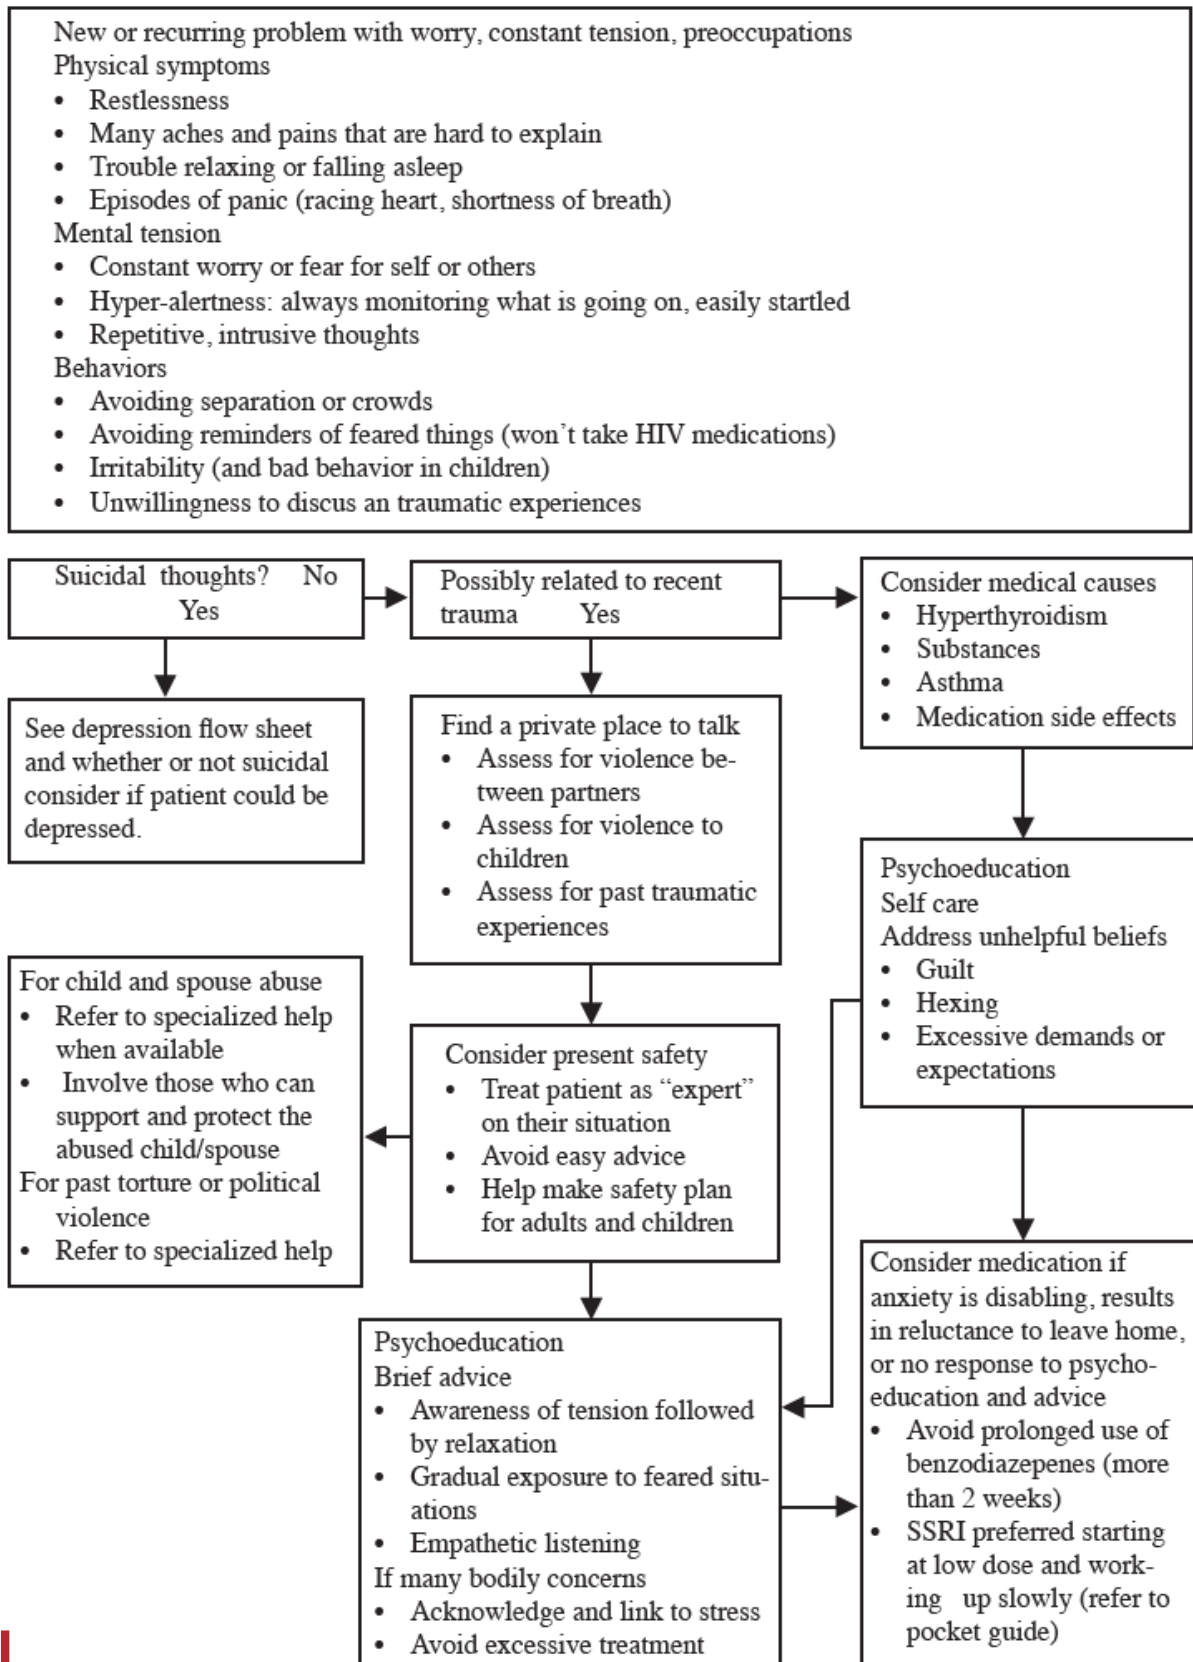 New or recurring problem with worry, constant tension, preoccupations
Physical symptoms
• Restlessness
• Many aches and pains that are hard to explain
• Trouble relaxing or falling asleep
• Episodes of panic (racing heart, shortness of breath)
Mental tension
• Constant worry or fear for self or others
• Hyper-alertness: always monitoring what is going on, easily startled
• Repetitive, intrusive thoughts
Behaviors
• Avoiding separation or crowds
• Avoiding reminders of feared things (won’t take HIV medications)
• Irritability (and bad behavior in children)
• Unwillingness to discus an traumatic experiences
Suicidal thoughts? No
Yes
Possibly related to recent
trauma Yes
Consider medical causes
• Hyperthyroidism
• Substances
• Asthma
• Medication side effects
See depression flow sheet
and whether or not suicidal
consider if patient could be
depressed.
Find a private place to talk
• Assess for violence be-
tween partners
• Assess for violence to
children
• Assess for past traumatic
experiences
Psychoeducation
Self care
Address unhelpful beliefs
• Guilt
• Hexing
• Excessive demands or
expectations
For child and spouse abuse
• Refer to specialized help
when available
• Involve those who can
support and protect the
abused child/spouse
For past torture or political
violence
• Refer to specialized help
Consider present safety
• Treat patient as “expert”
on their situation
• Avoid easy advice
• Help make safety plan
for adults and children
Psychoeducation
Brief advice
• Awareness of tension followed
by relaxation
• Gradual exposure to feared situ-
ations
• Empathetic listening
If many bodily concerns
• Acknowledge and link to stress
• Avoid excessive treatment
Consider medication if
anxiety is disabling, results
in reluctance to leave home,
or no response to psycho-
education and advice
• Avoid prolonged use of
benzodiazepenes (more
than 2 weeks)
• SSRI preferred starting
at low dose and work-
ing up slowly (refer to
pocket guide)